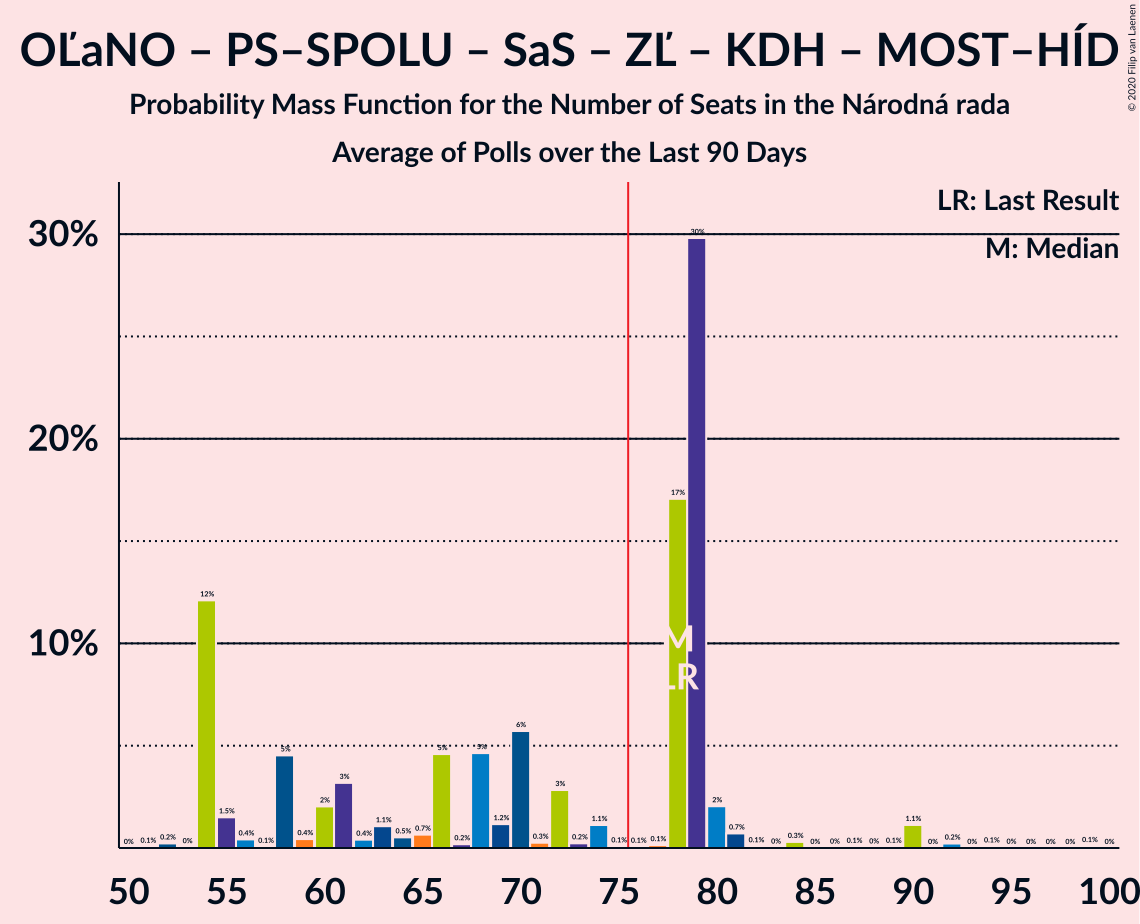 OĽaNO – PS–SPOLU – SaS – ZĽ – KDH – MOST–HÍD
Probability Mass Function for the Number of Seats in the Národná rada
Average of Polls over the Last 90 Days
© 2020 Filip van Laenen
LR: Last Result
M: Median
30%
20%
10%
0% 0.1% 0.2% 0% 12% 1.5% 0.4% 0.1% 5% 0.4% 2% 3% 0.4% 1.1% 0.5% 0.7% 5% 0.2% 5% 1.2% 6% 0.3% 3% 0.2% 1.1% 0.1% 0.1% 0.1% 17% 30% 2% 0.7% 0.1% 0% 0.3% 0% 0% 0.1% 0% 0.1% 1.1% 0% 0.2% 0% 0.1% 0% 0% 0% 0% 0.1% 0%
M
LR
50 55 60 65 70 75 80 85 90 95 100